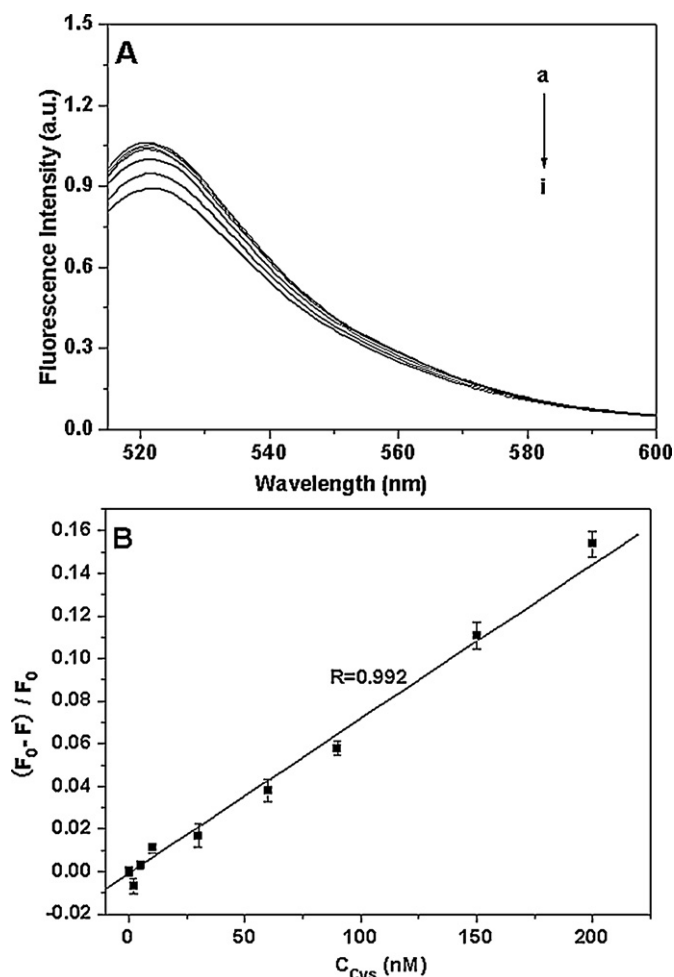 A
1.5
1.2
0.9
0.6
0.3
0.0
Fluorescence Intensity (a.u.)
a
i
520 540 560 580 600
Wavelength (nm)
B
0.16
0.14
0.12
0.10
0.08
0.06
0.04
0.02
0.00
-0.02
(F₀- F) / F₀
R=0.992
0 50 100 150 200
C_Cys (nM)